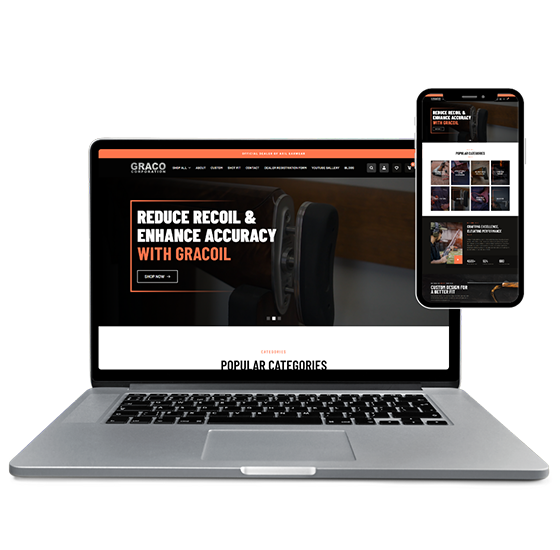 GRACO
CORPORATION
SHOP ALL
ABOUT
CUSTOM
SHOP FIT
CONTACT
DEALER REGISTRATION FORM
YOUTUBE GALLERY
BLOGS
REDUCE RECOIL &
ENHANCE ACCURACY
WITH GRACOIL
SHOP NOW →
CATEGORIES
POPULAR CATEGORIES
REDUCE RECOIL &
ENHANCE ACCURACY
WITH GRACOIL
POPULAR CATEGORIES
CRAFTING EXCELLENCE,
ELEVATING PERFORMANCE
CUSTOM DESIGN FOR
A BETTER FIT